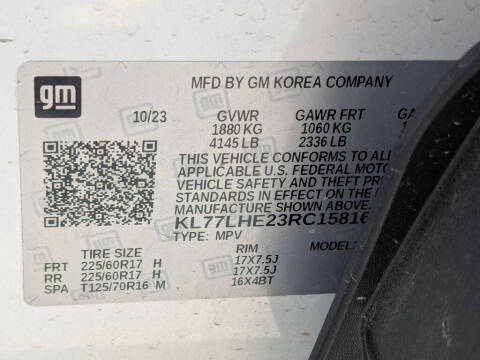 gm
MFD BY GM KOREA COMPANY
10/23 GVWR GAWR FRT GA
1880 KG 1060 KG
4145 LB 2336 LB
THIS VEHICLE CONFORMS TO ALL
APPLICABLE U.S. FEDERAL MOTO
VEHICLE SAFETY AND THEFT PRE
STANDARDS IN EFFECT ON THE
MANUFACTURE SHOWN ABOVE.
KL77LHE23RC15816
TYPE: MPV MODEL:
TIRE SIZE RIM
FRT 225/60R17 H 17X7.5J
RR 225/60R17 H 17X7.5J
SPA T125/70R16 M 16X4BT